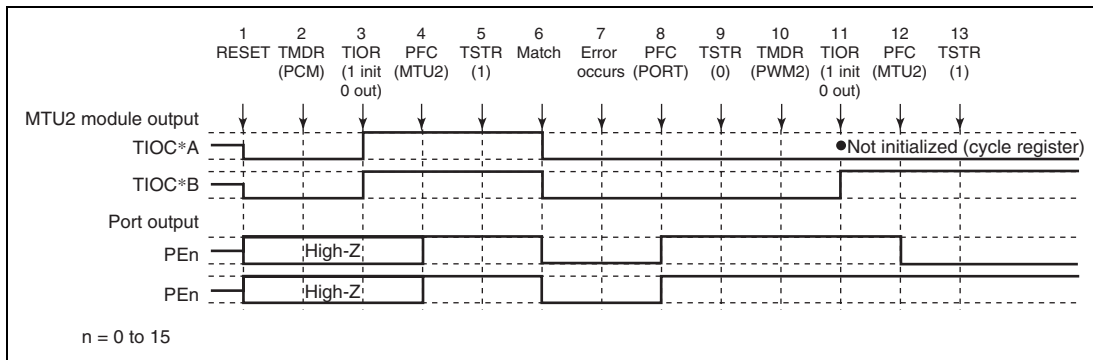 1 2 3 4 5 6 7 8 9 10 11 12 13
RESET TMDR TIOR PFC TSTR Match Error PFC TSTR TMDR TIOR PFC TSTR
(PCM) (1 init (MTU2) (1) occurs (PORT) (0) (PWM2) (1 init (MTU2) (1)
0 out) 0 out)
MTU2 module output
TIOC*A
●Not initialized (cycle register)
TIOC*B
Port output
PEn
High-Z
PEn
High-Z
n = 0 to 15